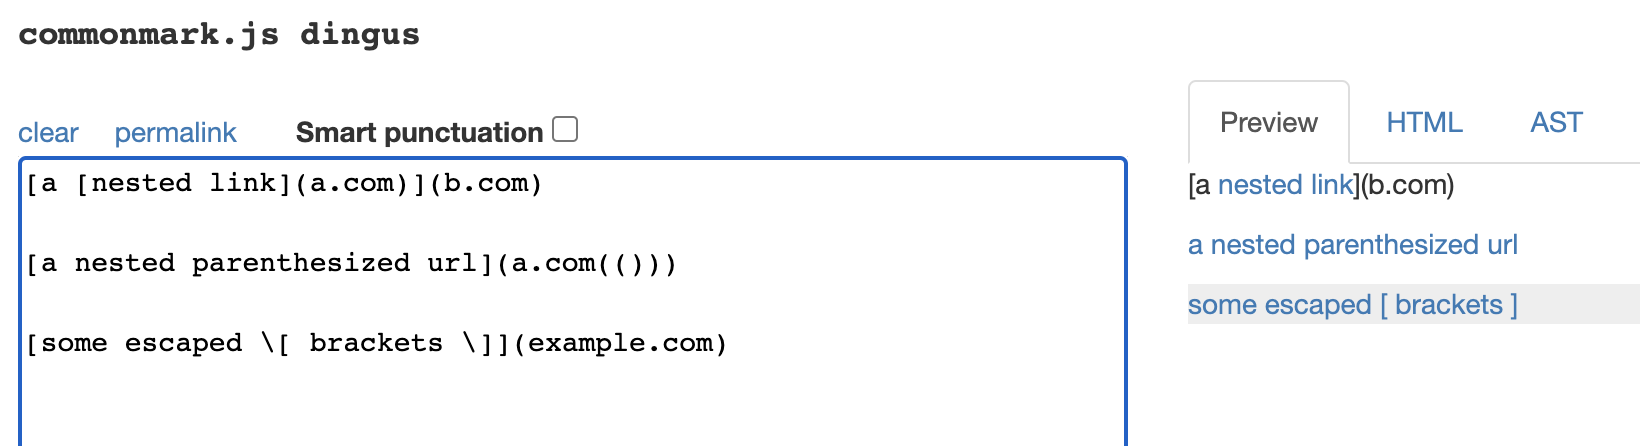 commonmark.js dingus
clear permalink Smart punctuation
Preview HTML AST
[a [nested link](a.com)](b.com)
[a nested parenthesized url](a.com(()))
[some escaped \[ brackets \]](example.com)
[a nested link](b.com)
a nested parenthesized url
some escaped [ brackets ]